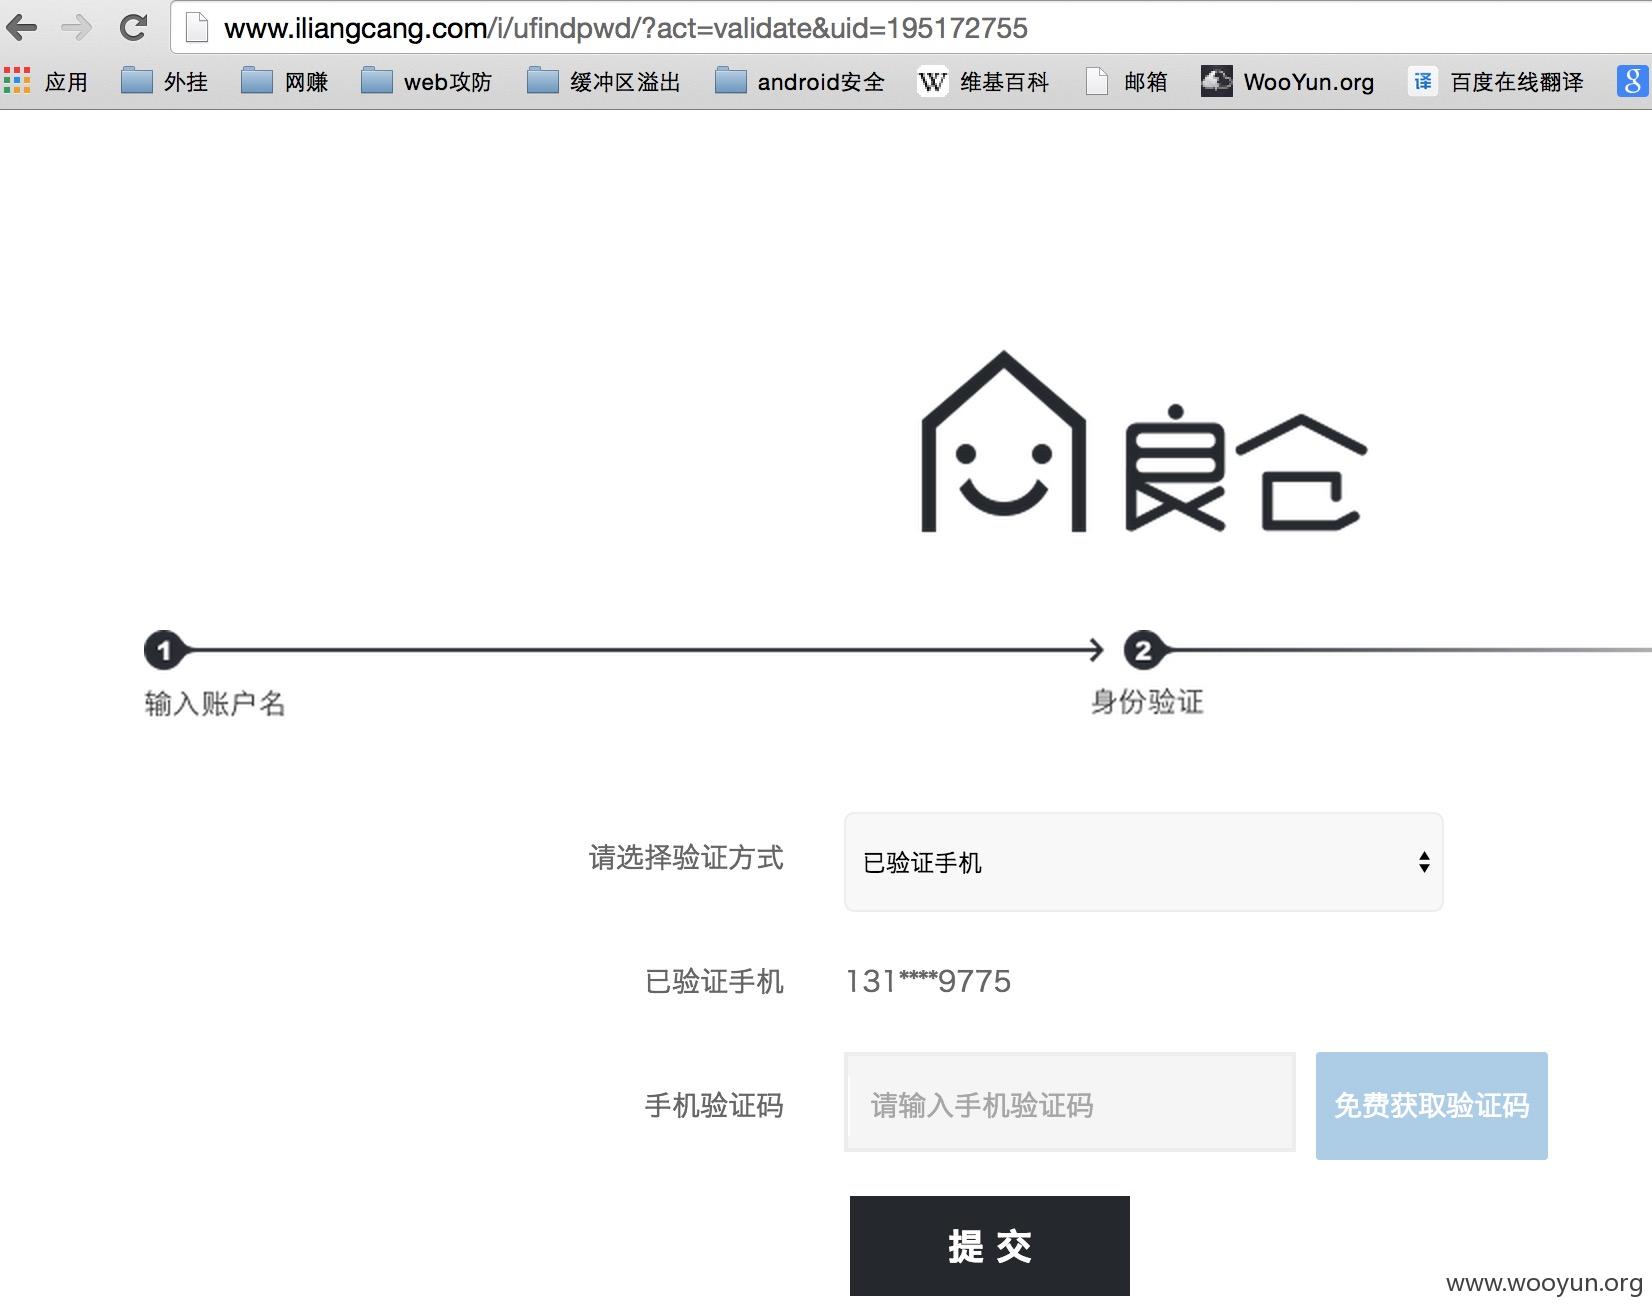 www.iliangcang.com/i/ufindpwd/?act=validate&uid=195172755
应用 外挂 网赚 web攻防 缓冲区溢出 android安全 W 维基百科 邮箱 WooYun.org 译 百度在线翻译 g
良仓
1 2
输入账户名 身份验证
请选择验证方式 已验证手机
已验证手机 131****9775
手机验证码 请输入手机验证码 免费获取验证码
提 交
www.wooyun.org